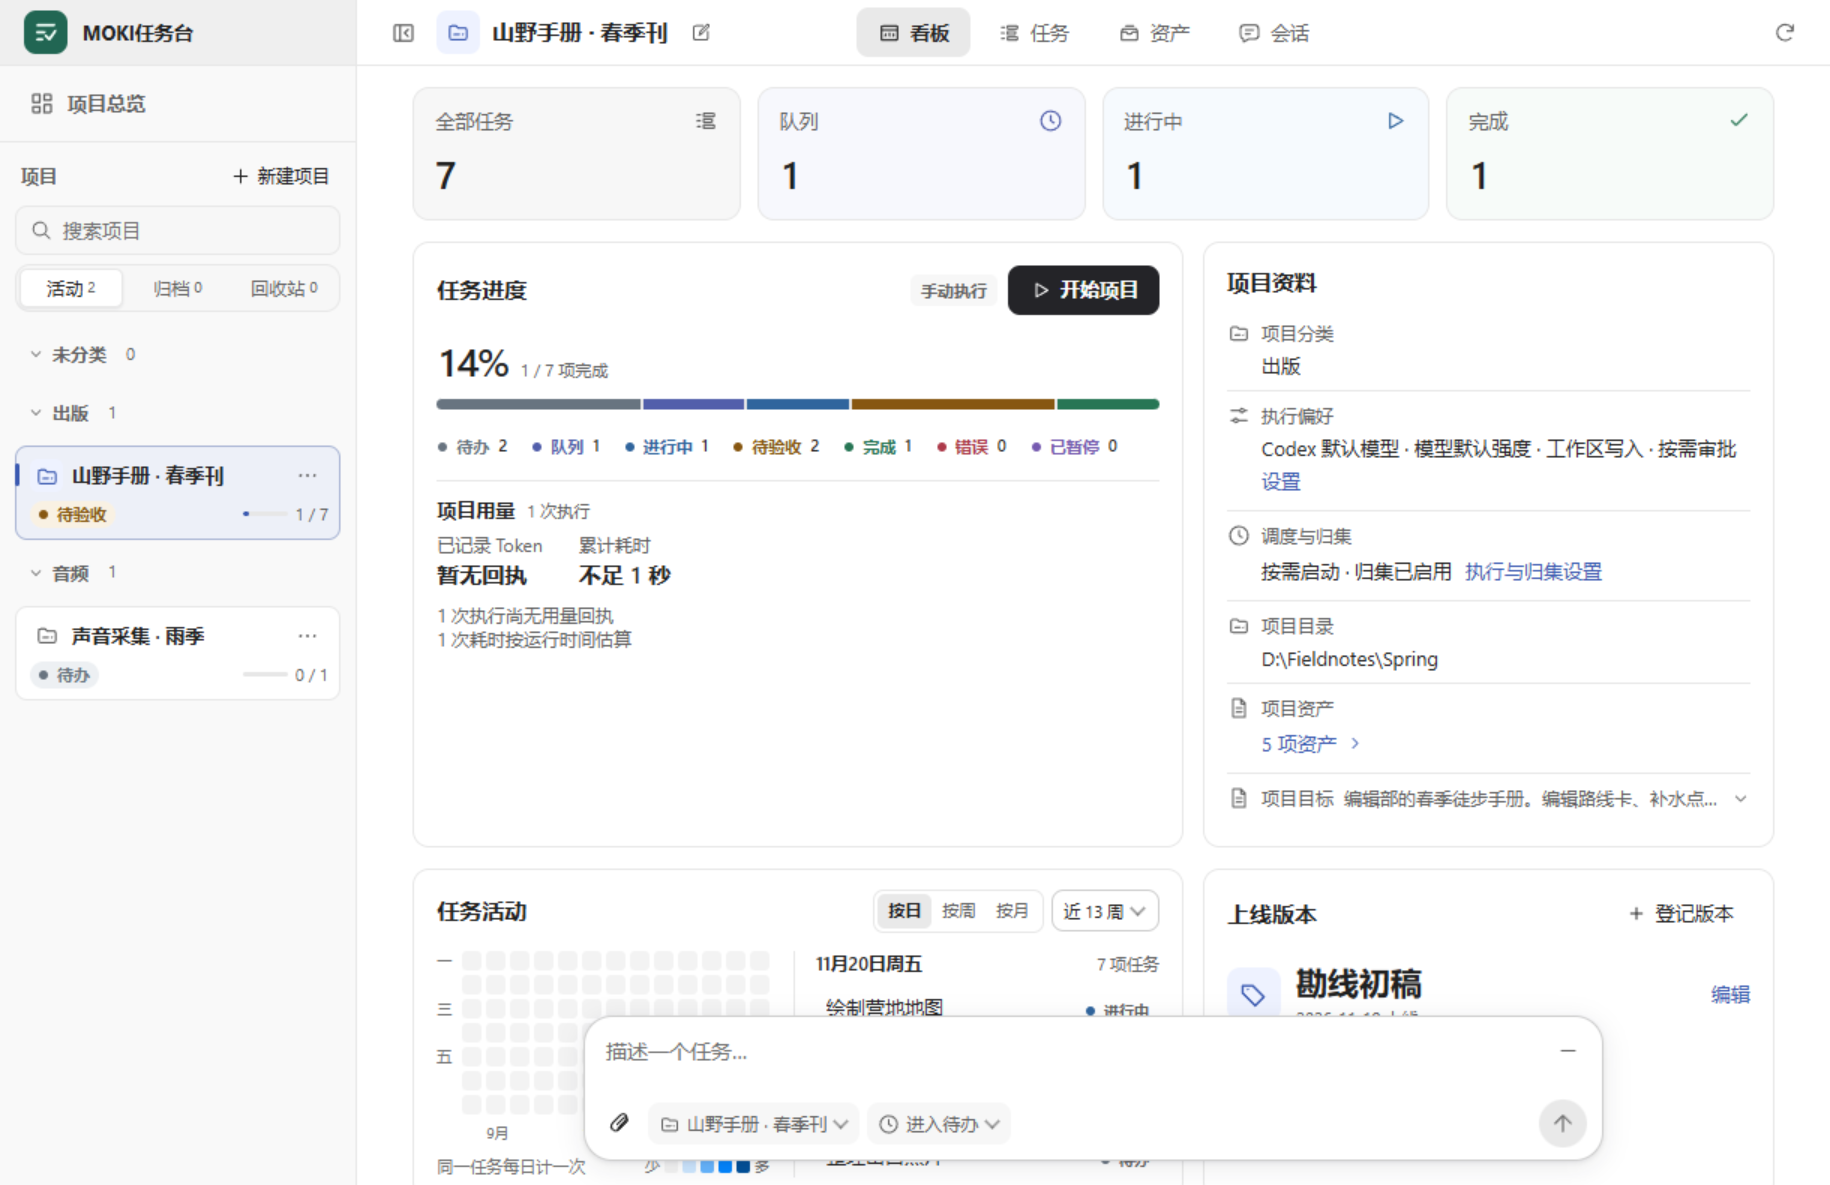 MOKI任务台
项目总览
项目
+ 新建项目
搜索项目
活动 2
归档 0
回收站 0
未分类 0
出版 1
山野手册 · 春季刊
待验收
1 / 7
音频 1
声音采集 · 雨季
待办
0 / 1
山野手册 · 春季刊
看板
任务
资产
会话
全部任务
7
队列
1
进行中
1
完成
1
任务进度
手动执行
开始项目
14% 1 / 7 项完成
待办 2 队列 1 进行中 1 待验收 2 完成 1 错误 0 已暂停 0
项目用量 1 次执行
已记录 Token 累计耗时
暂无回执 不足 1 秒
1 次执行尚无用量回执
1 次耗时按运行时间估算
项目资料
项目分类
出版
执行偏好
Codex 默认模型 · 模型默认强度 · 工作区写入 · 按需审批
设置
调度与归集
按需启动 · 归集已启用 执行与归集设置
项目目录
D:\Fieldnotes\Spring
项目资产
5 项资产
项目目标 编辑部的春季徒步手册。编辑路线卡、补水点...
任务活动
按日 按周 按月
近 13 周
一
三
五
9月
同一任务每日计一次
少 多
11月20日周五 7 项任务
绘制营地地图 进行中
上线版本
+ 登记版本
勘线初稿
编辑
描述一个任务...
山野手册 · 春季刊
进入待办